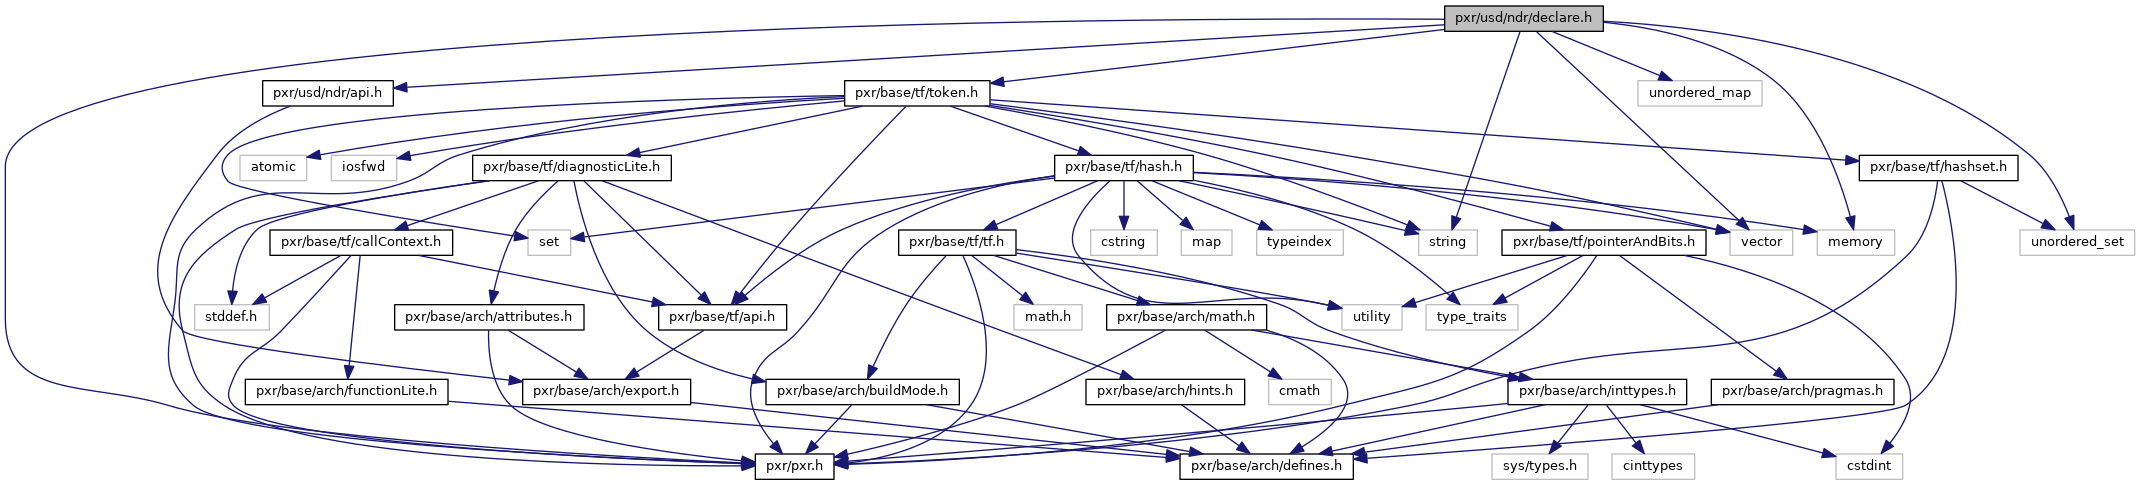 pxr/usd/ndr/declare.h
pxr/usd/ndr/api.h
pxr/base/tf/token.h
unordered_map
atomic
iosfwd
pxr/base/tf/diagnosticLite.h
pxr/base/tf/hash.h
pxr/base/tf/hashset.h
pxr/base/tf/callContext.h
set
pxr/base/tf/tf.h
cstring
map
typeindex
string
pxr/base/tf/pointerAndBits.h
vector
memory
unordered_set
stddef.h
pxr/base/arch/attributes.h
pxr/base/tf/api.h
math.h
pxr/base/arch/math.h
utility
type_traits
pxr/base/arch/functionLite.h
pxr/base/arch/export.h
pxr/base/arch/buildMode.h
pxr/base/arch/hints.h
cmath
pxr/base/arch/inttypes.h
pxr/base/arch/pragmas.h
pxr/pxr.h
pxr/base/arch/defines.h
sys/types.h
cinttypes
cstdint